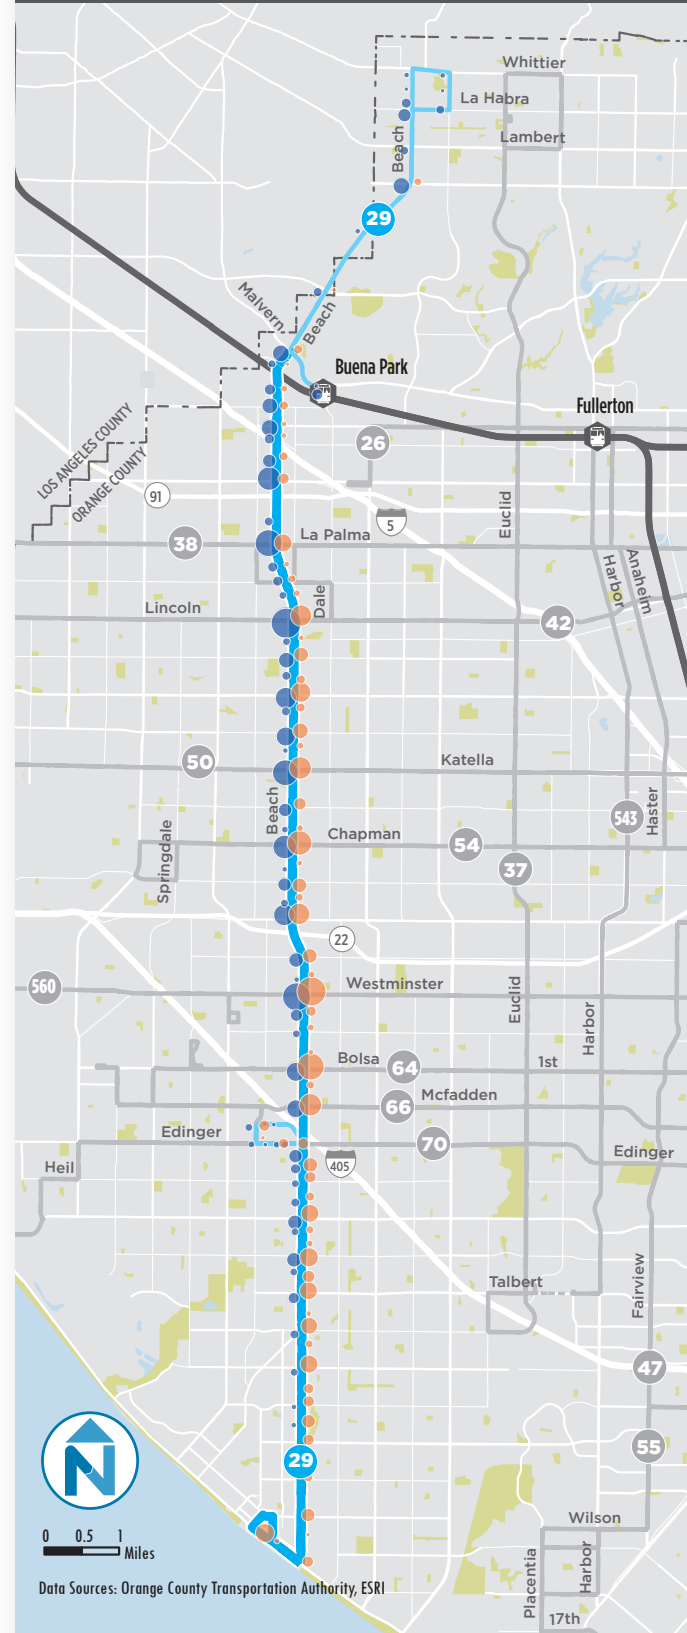 Whittier
La Habra
Lambert
Beach
29
Malvern
Beach
Buena Park
Fullerton
LOS ANGELES COUNTY
ORANGE COUNTY
26
91
5
Euclid
38
La Palma
Harbor
Anaheim
Dale
Lincoln
42
50
Katella
Beach
Haster
543
Springdale
Chapman
54
37
22
560
Westminster
Euclid
Harbor
Bolsa
64
1st
Mcfadden
66
Edinger
70
Edinger
Heil
405
Talbert
Fairview
47
N
29
55
0 0.5 1
Miles
Wilson
Placentia
Harbor
17th
Data Sources: Orange County Transportation Authority, ESRI